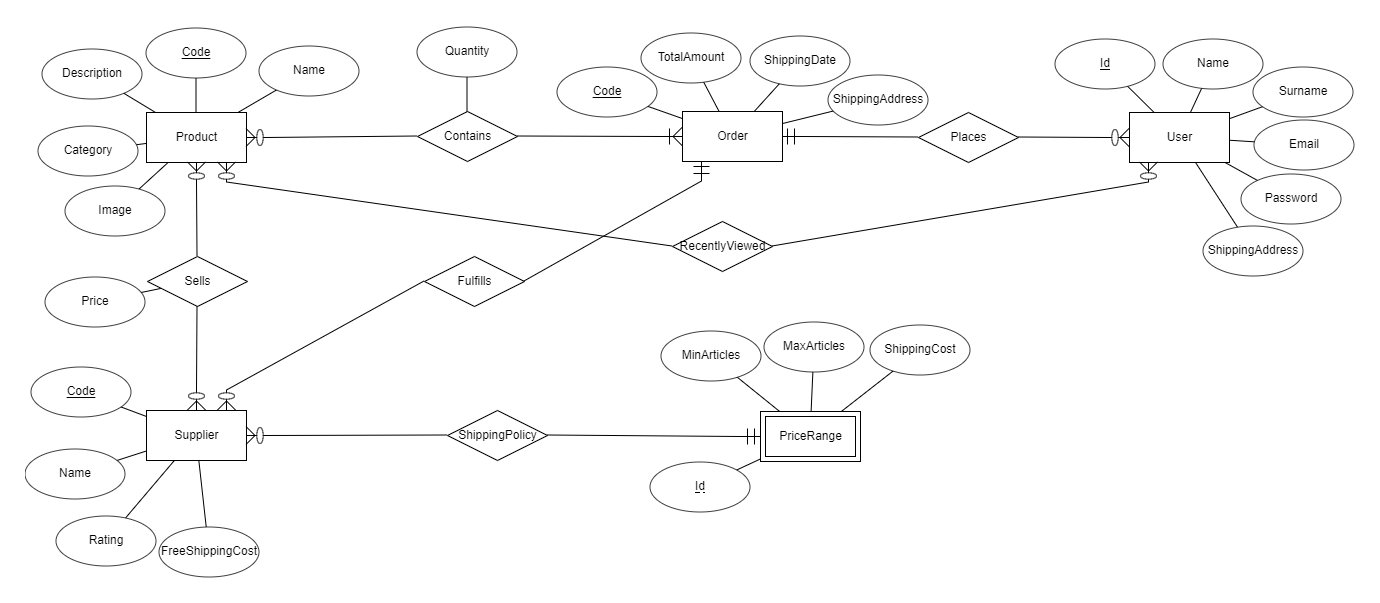 Code
Quantity
Description
Name
TotalAmount
ShippingDate
Id
Name
Code
ShippingAddress
Surname
Product
Contains
Order
Places
User
Category
Email
Image
Password
RecentlyViewed
ShippingAddress
Sells
Fulfills
Price
MinArticles
MaxArticles
ShippingCost
Code
Supplier
ShippingPolicy
PriceRange
Name
Id
Rating
FreeShippingCost